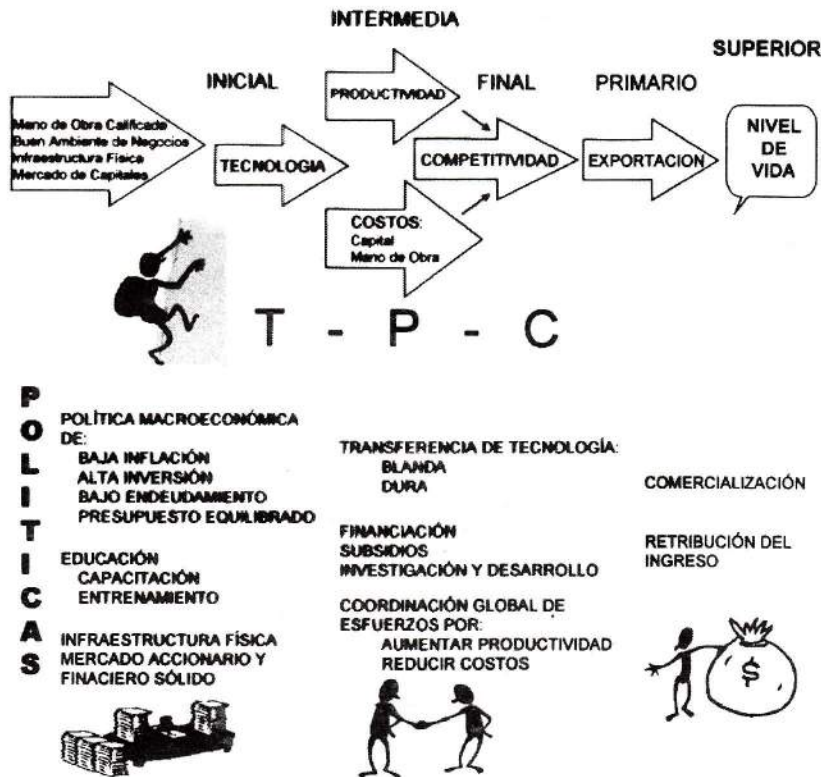 INTERMEDIA
SUPERIOR
INICIAL
FINAL
PRIMARIO
PRODUCTIVIDAD
Mano de Obra Calificada
Buen Ambiente de Negocios
Infraestructura Física
Mercado de Capitales
TECNOLOGIA
COMPETITIVIDAD
EXPORTACION
NIVEL
DE
VIDA
COSTOS:
Capital
Mano de Obra
T - P - C
POLITICAS
POLÍTICA MACROECONÓMICA
DE:
BAJA INFLACIÓN
ALTA INVERSIÓN
BAJO ENDEUDAMIENTO
PRESUPUESTO EQUILIBRADO
EDUCACIÓN
CAPACITACIÓN
ENTRENAMIENTO
INFRAESTRUCTURA FÍSICA
MERCADO ACCIONARIO Y
FINACIERO SÓLIDO
TRANSFERENCIA DE TECNOLOGÍA:
BLANDA
DURA
FINANCIACIÓN
SUBSIDIOS
INVESTIGACIÓN Y DESARROLLO
COORDINACIÓN GLOBAL DE
ESFUERZOS POR:
AUMENTAR PRODUCTIVIDAD
REDUCIR COSTOS
COMERCIALIZACIÓN
RETRIBUCIÓN DEL
INGRESO
$